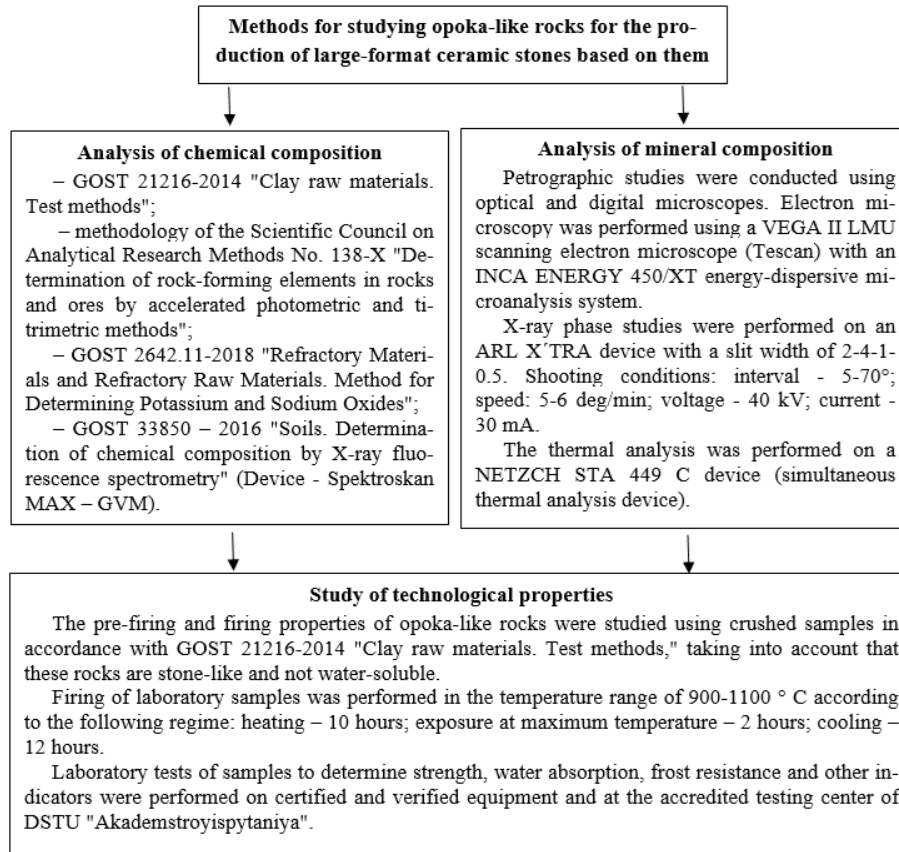 Methods for studying opoka-like rocks for the pro-
duction of large-format ceramic stones based on them
Analysis of chemical composition
– GOST 21216-2014 "Clay raw materials.
Test methods";
– methodology of the Scientific Council on
Analytical Research Methods No. 138-X "De-
termination of rock-forming elements in rocks
and ores by accelerated photometric and ti-
trimetric methods";
– GOST 2642.11-2018 "Refractory Materi-
als and Refractory Raw Materials. Method for
Determining Potassium and Sodium Oxides";
– GOST 33850 – 2016 "Soils. Determina-
tion of chemical composition by X-ray fluo-
rescence spectrometry" (Device - Spektroskan
MAX – GVM).
Analysis of mineral composition
Petrographic studies were conducted using
optical and digital microscopes. Electron mi-
croscopy was performed using a VEGA II LMU
scanning electron microscope (Tescan) with an
INCA ENERGY 450/XT energy-dispersive mi-
croanalysis system.
X-ray phase studies were performed on an
ARL X´TRA device with a slit width of 2-4-1-
0.5. Shooting conditions: interval - 5-70°;
speed: 5-6 deg/min; voltage - 40 kV; current -
30 mA.
The thermal analysis was performed on a
NETZCH STA 449 C device (simultaneous
thermal analysis device).
Study of technological properties
The pre-firing and firing properties of opoka-like rocks were studied using crushed samples in
accordance with GOST 21216-2014 "Clay raw materials. Test methods," taking into account that
these rocks are stone-like and not water-soluble.
Firing of laboratory samples was performed in the temperature range of 900-1100 ° C according
to the following regime: heating – 10 hours; exposure at maximum temperature – 2 hours; cooling –
12 hours.
Laboratory tests of samples to determine strength, water absorption, frost resistance and other in-
dicators were performed on certified and verified equipment and at the accredited testing center of
DSTU "Akademstroyispytaniya".